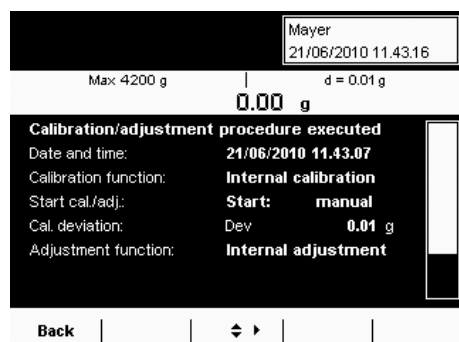 Mayer
21/06/2010 11.43.16
Max 4200 g d = 0.01 g
0.00 g
Calibration/adjustment procedure executed
Date and time: 21/06/2010 11.43.07
Calibration function: Internal calibration
Start cal./adj.: Start: manual
Cal. deviation: Dev 0.01 g
Adjustment function: Internal adjustment
Back